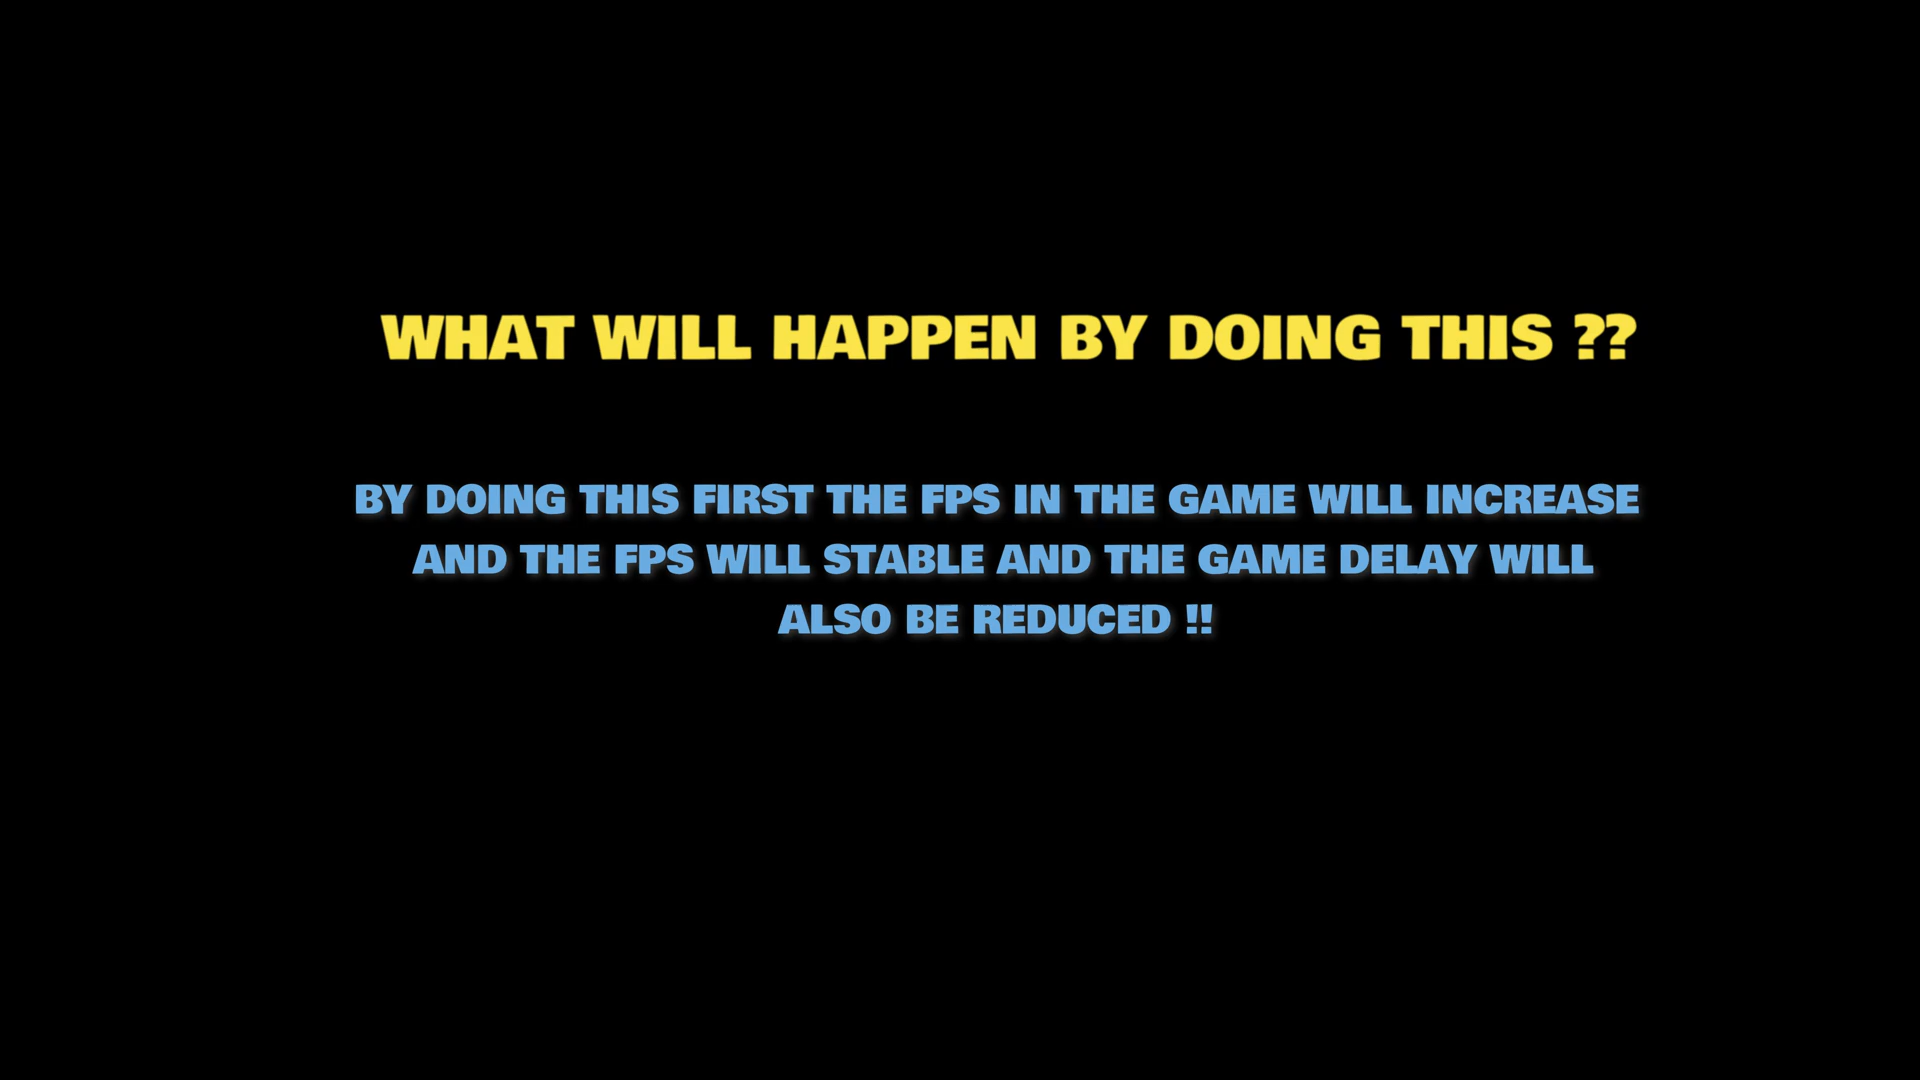 WHAT WILL HAPPEN BY DOING THIS ??
BY DOING THIS FIRST THE FPS IN THE GAME WILL INCREASE
AND THE FPS WILL STABLE AND THE GAME DELAY WILL
ALSO BE REDUCED !!